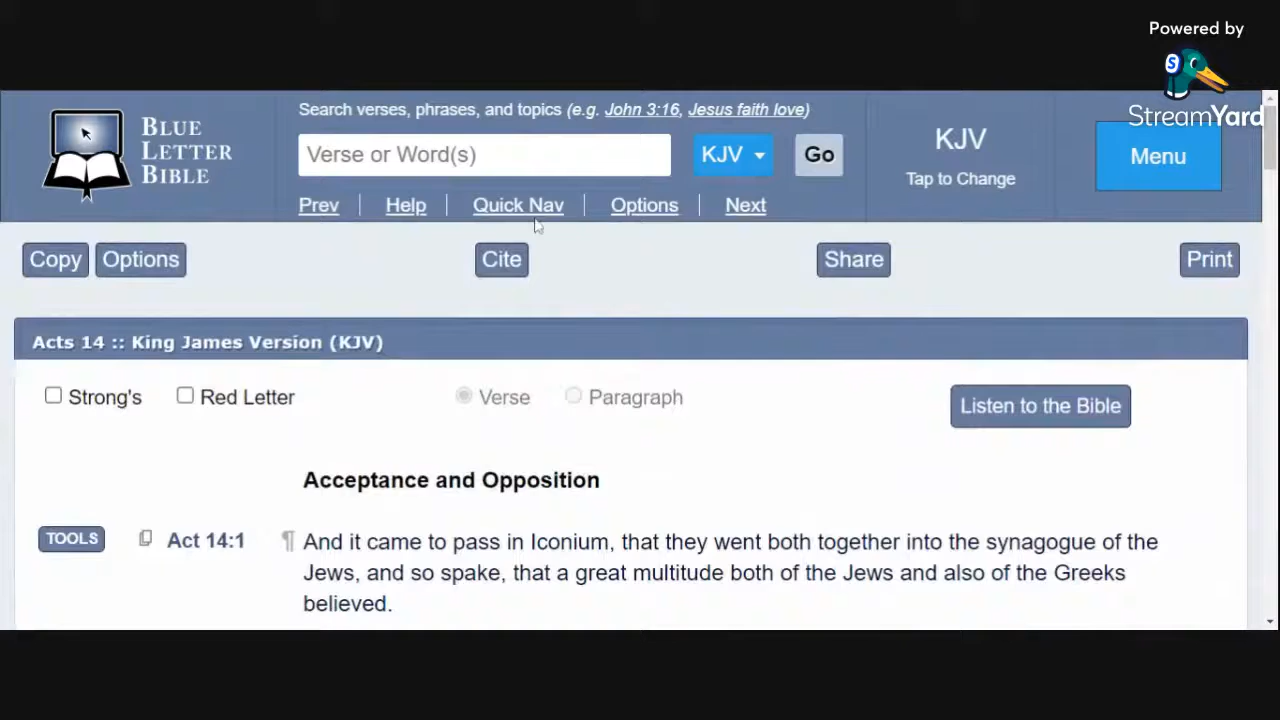 Powered by
StreamYard
BLUE
LETTER
BIBLE
Search verses, phrases, and topics (e.g. John 3:16, Jesus faith love)
Verse or Word(s)
KJV
Go
KJV
Tap to Change
Menu
Prev
Help
Quick Nav
Options
Next
Copy
Options
Cite
Share
Print
Acts 14 :: King James Version (KJV)
Strong's
Red Letter
Verse
Paragraph
Listen to the Bible
Acceptance and Opposition
TOOLS
Act 14:1
¶ And it came to pass in Iconium, that they went both together into the synagogue of the
Jews, and so spake, that a great multitude both of the Jews and also of the Greeks
believed.